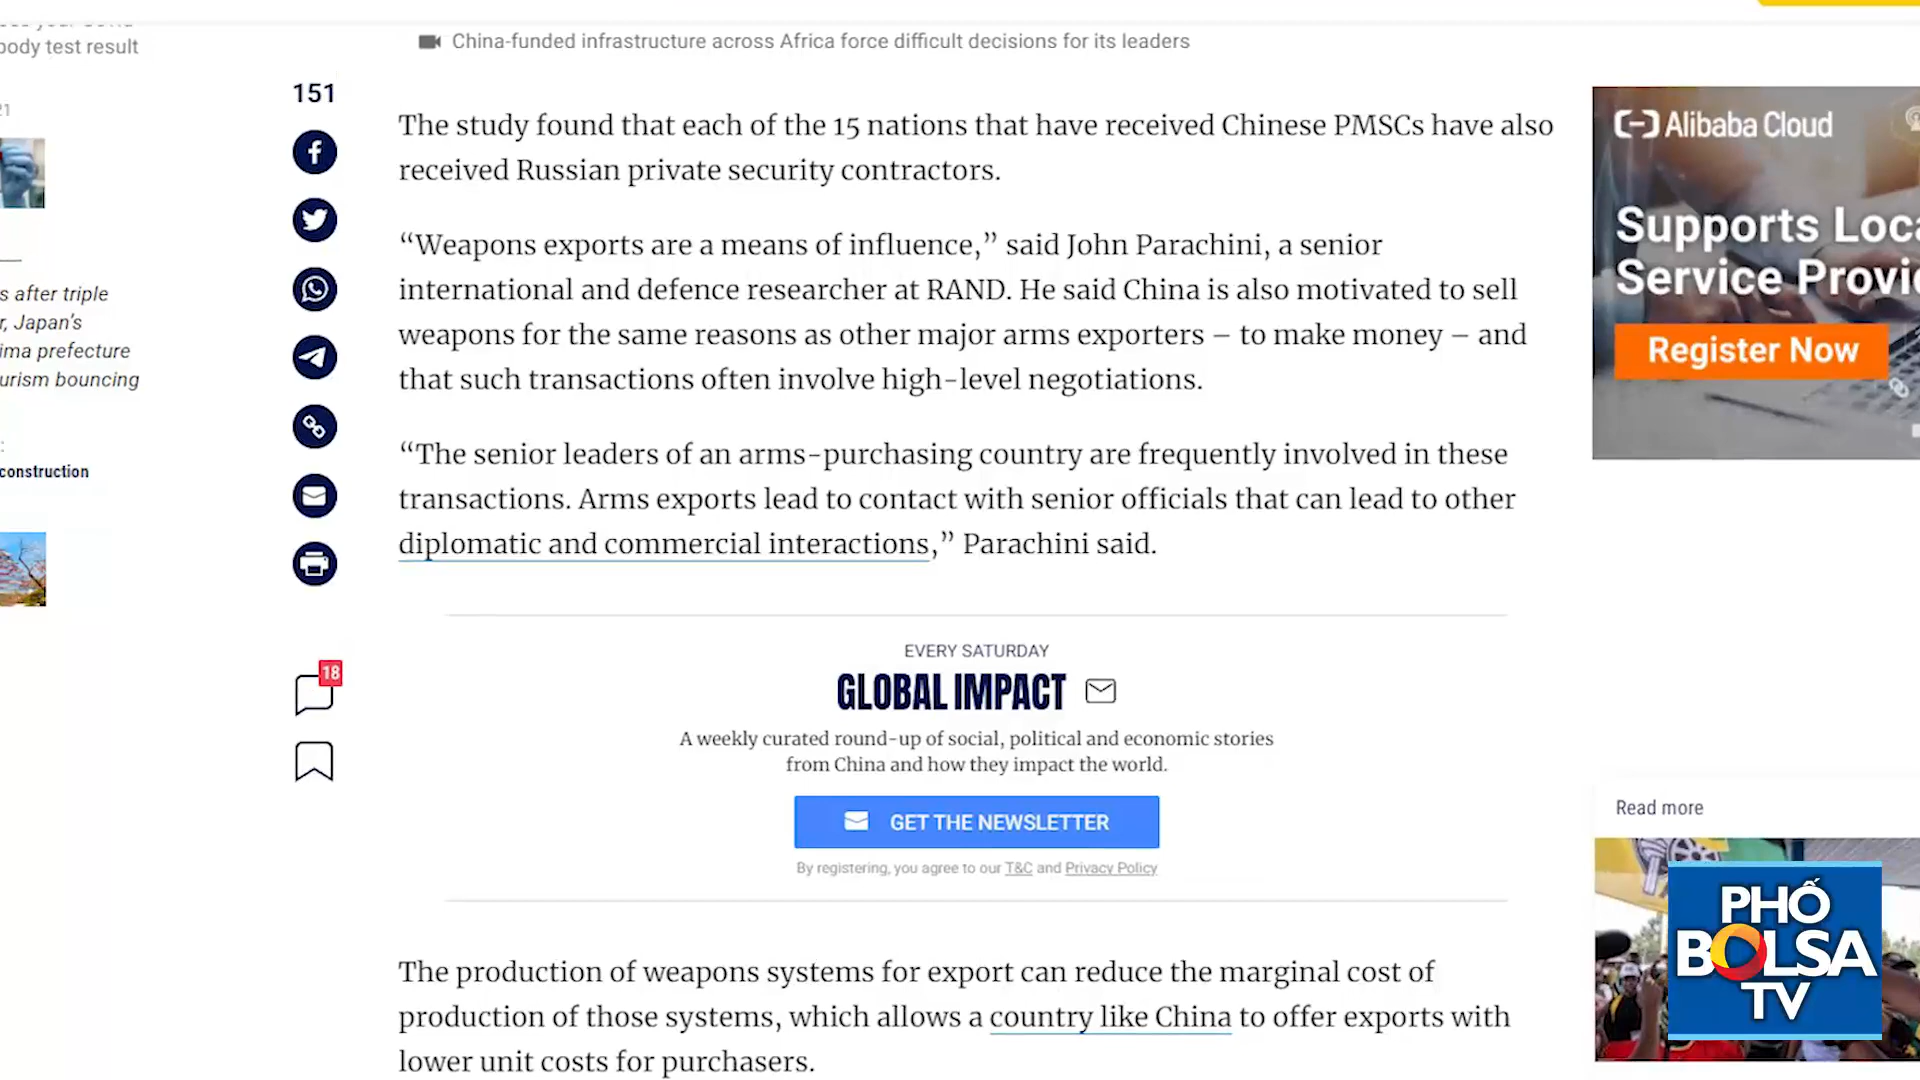 body test result
China-funded infrastructure across Africa force difficult decisions for its leaders
151
21
The study found that each of the 15 nations that have received Chinese PMSCs have also
received Russian private security contractors.
“Weapons exports are a means of influence,” said John Parachini, a senior
international and defence researcher at RAND. He said China is also motivated to sell
weapons for the same reasons as other major arms exporters – to make money – and
that such transactions often involve high-level negotiations.
“The senior leaders of an arms-purchasing country are frequently involved in these
transactions. Arms exports lead to contact with senior officials that can lead to other
diplomatic and commercial interactions,” Parachini said.
s after triple
r, Japan’s
ima prefecture
urism bouncing
:
construction
18
EVERY SATURDAY
GLOBAL IMPACT
A weekly curated round-up of social, political and economic stories
from China and how they impact the world.
GET THE NEWSLETTER
By registering, you agree to our T&C and Privacy Policy
The production of weapons systems for export can reduce the marginal cost of
production of those systems, which allows a country like China to offer exports with
lower unit costs for purchasers.
Alibaba Cloud
Supports Loca
Service Provi
Register Now
Read more
PHỐ
BOLSA
TV